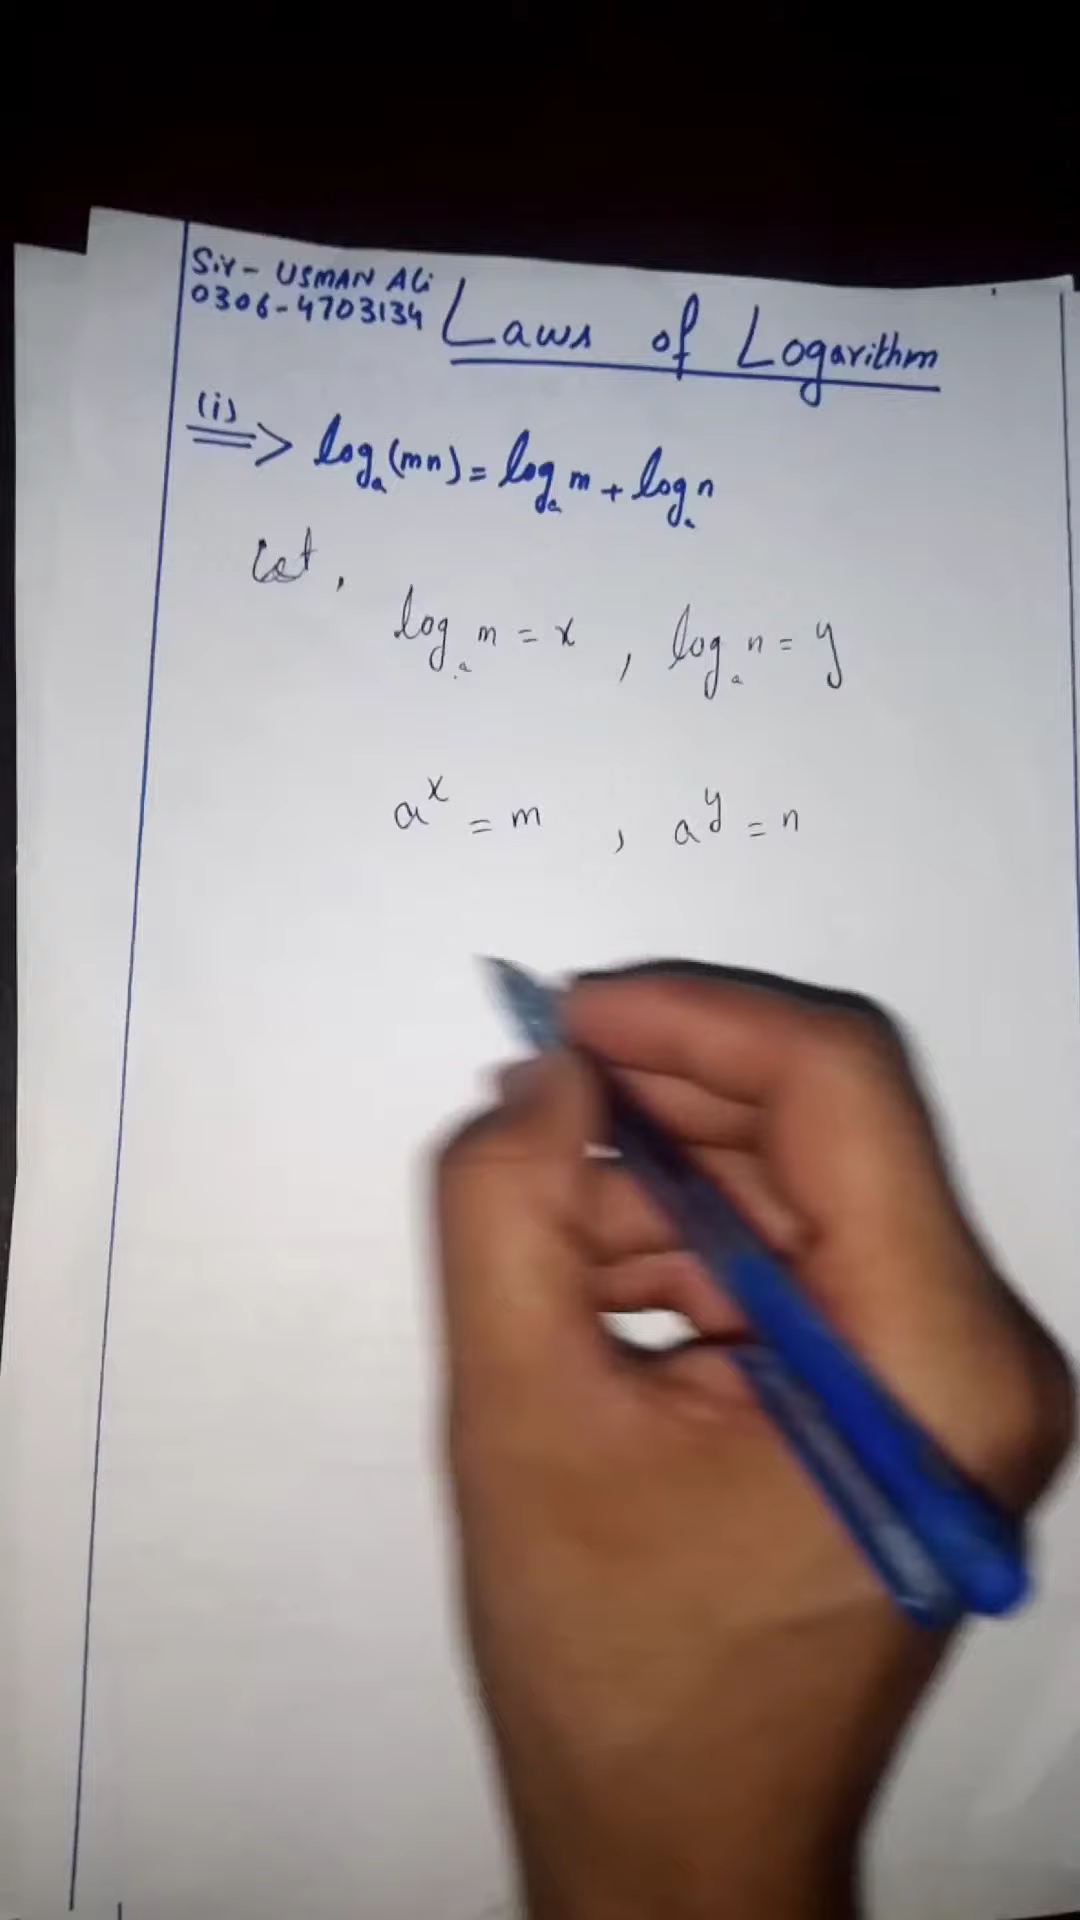 Sir- USMAN Ali
0306-4703134
Laws of Logarithm
(i) => logₐ(mn) = logₐm + logₐn
Let,
logₐm = x , logₐn = y
aˣ = m , aʸ = n